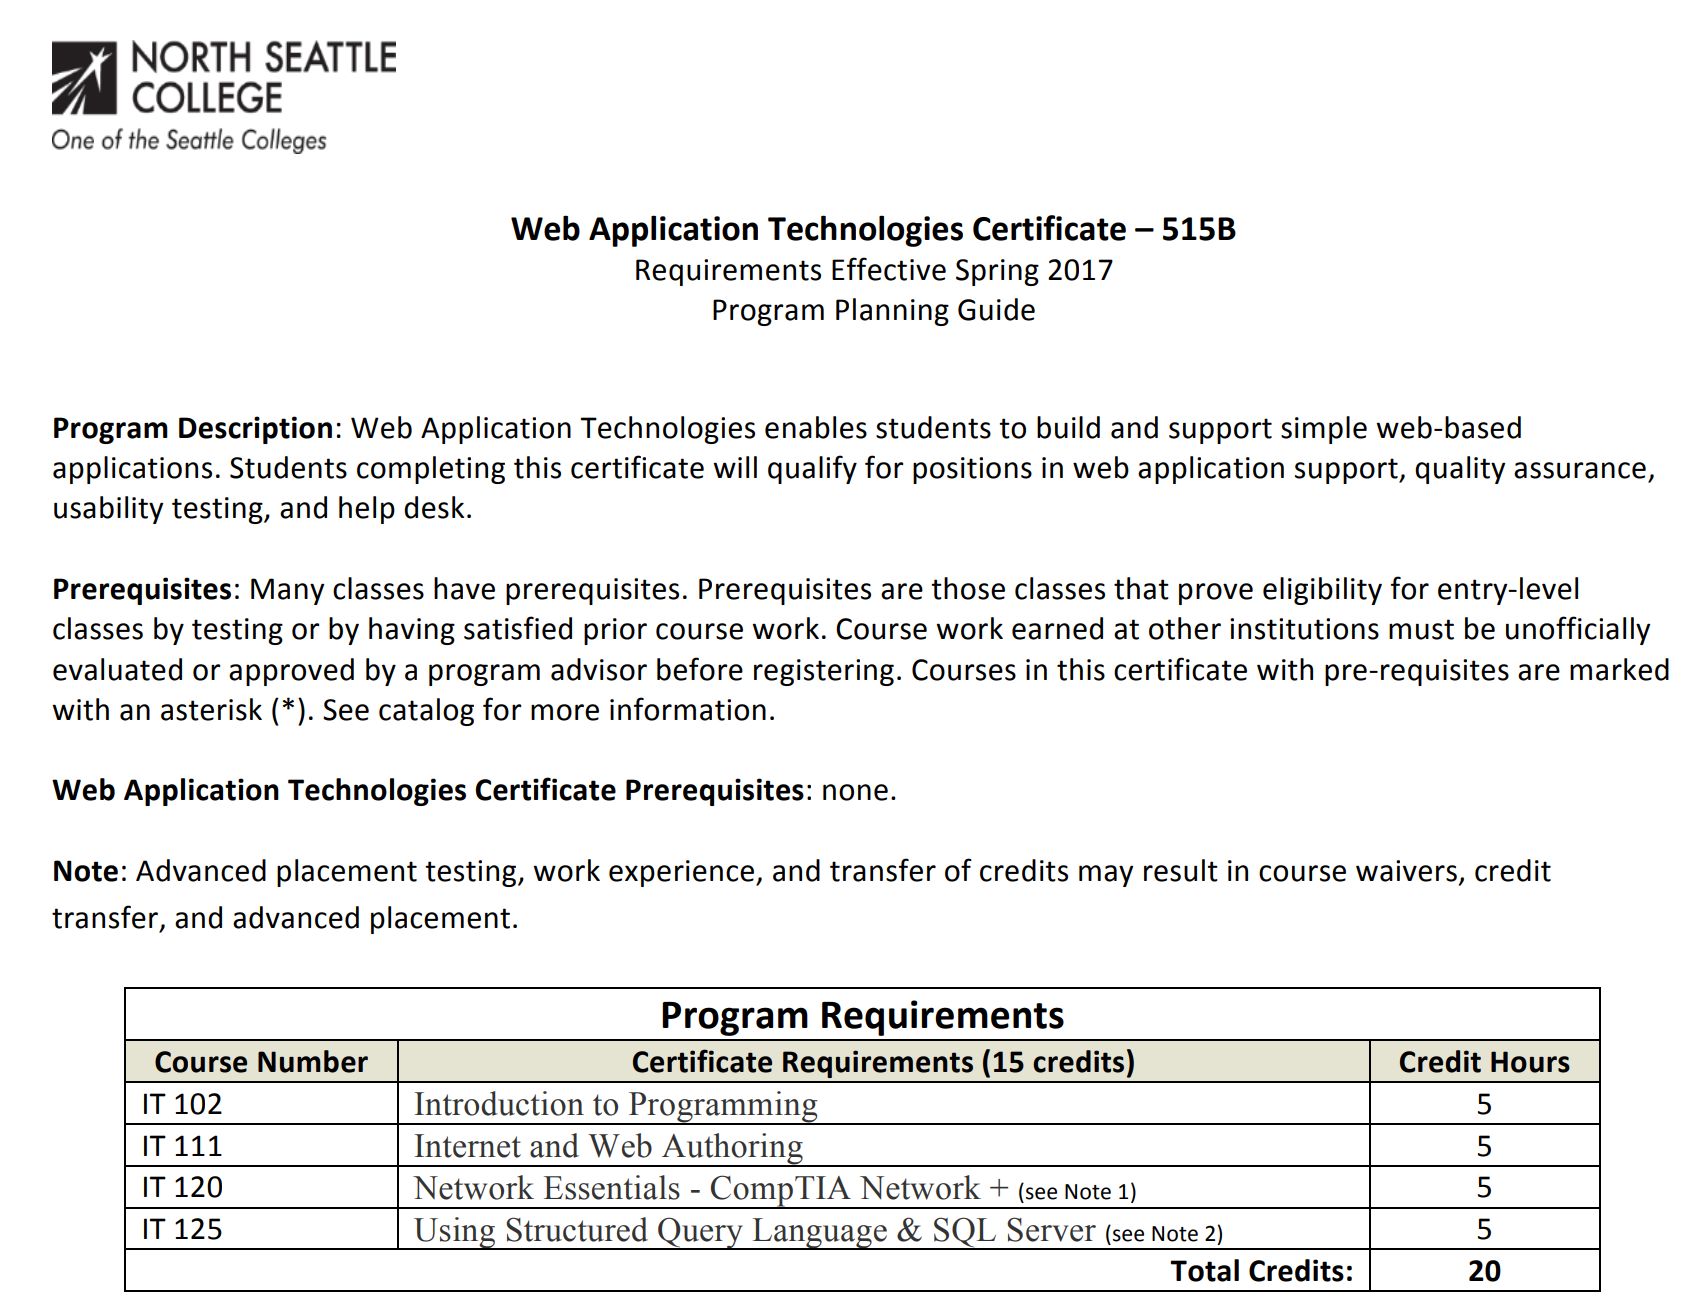 NORTH SEATTLE
COLLEGE
One of the Seattle Colleges
Web Application Technologies Certificate – 515B
Requirements Effective Spring 2017
Program Planning Guide
Program Description: Web Application Technologies enables students to build and support simple web-based
applications. Students completing this certificate will qualify for positions in web application support, quality assurance,
usability testing, and help desk.
Prerequisites: Many classes have prerequisites. Prerequisites are those classes that prove eligibility for entry-level
classes by testing or by having satisfied prior course work. Course work earned at other institutions must be unofficially
evaluated or approved by a program advisor before registering. Courses in this certificate with pre-requisites are marked
with an asterisk (*). See catalog for more information.
Web Application Technologies Certificate Prerequisites: none.
Note: Advanced placement testing, work experience, and transfer of credits may result in course waivers, credit
transfer, and advanced placement.
Program Requirements
Course Number Certificate Requirements (15 credits) Credit Hours
IT 102 Introduction to Programming 5
IT 111 Internet and Web Authoring 5
IT 120 Network Essentials - CompTIA Network + (see Note 1) 5
IT 125 Using Structured Query Language & SQL Server (see Note 2) 5
Total Credits: 20